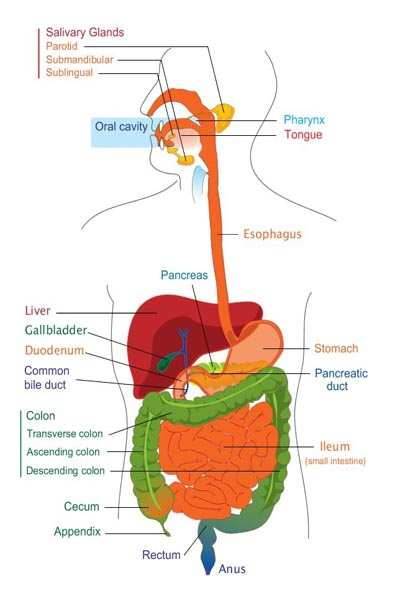 Salivary Glands
Parotid
Submandibular
Sublingual
Oral cavity
Pharynx
Tongue
Esophagus
Pancreas
Liver
Gallbladder
Duodenum
Common
bile duct
Stomach
Pancreatic
duct
Colon
Transverse colon
Ascending colon
Descending colon
Ileum
(small intestine)
Cecum
Appendix
Rectum
Anus